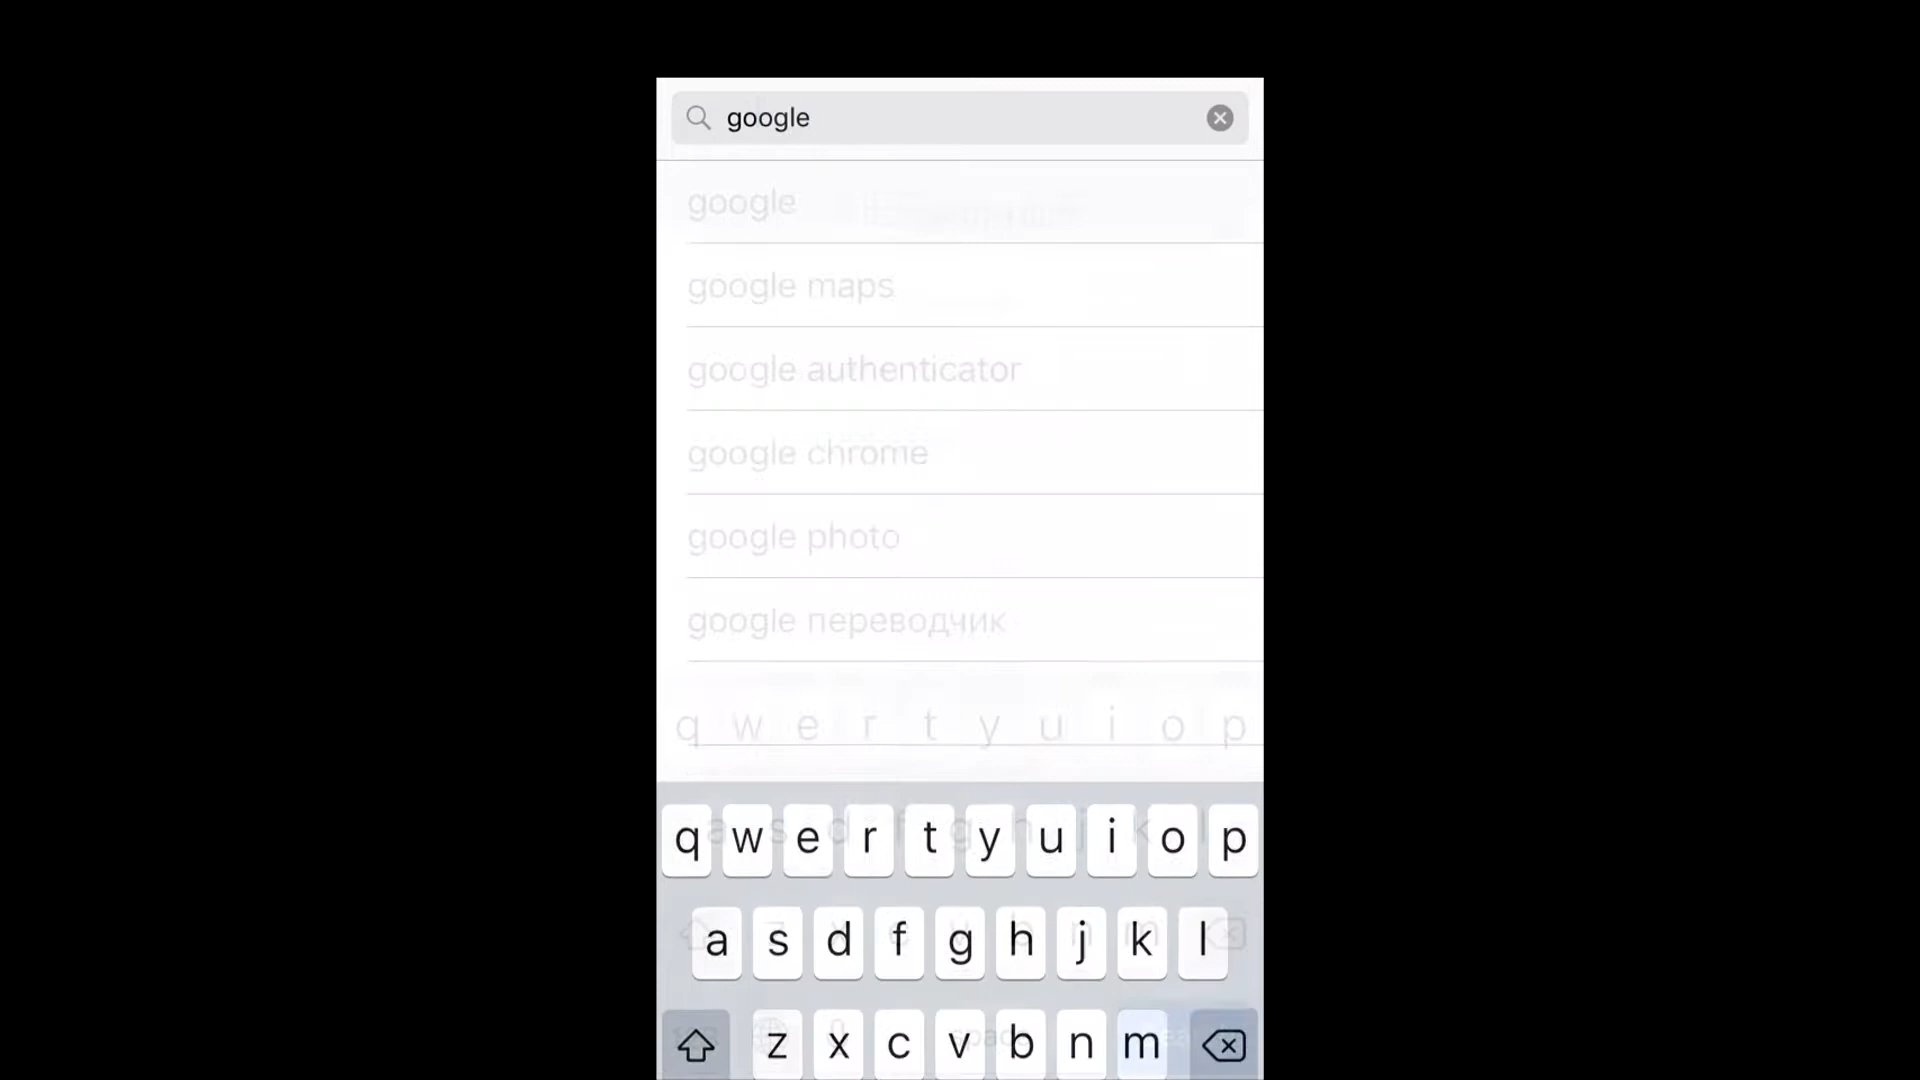 google
google
google maps
google authenticator
google chrome
google photo
google переводчик
q w e r t y u i o p
q w e r t y u i o p
a s d f g h j k l
z x c v b n m